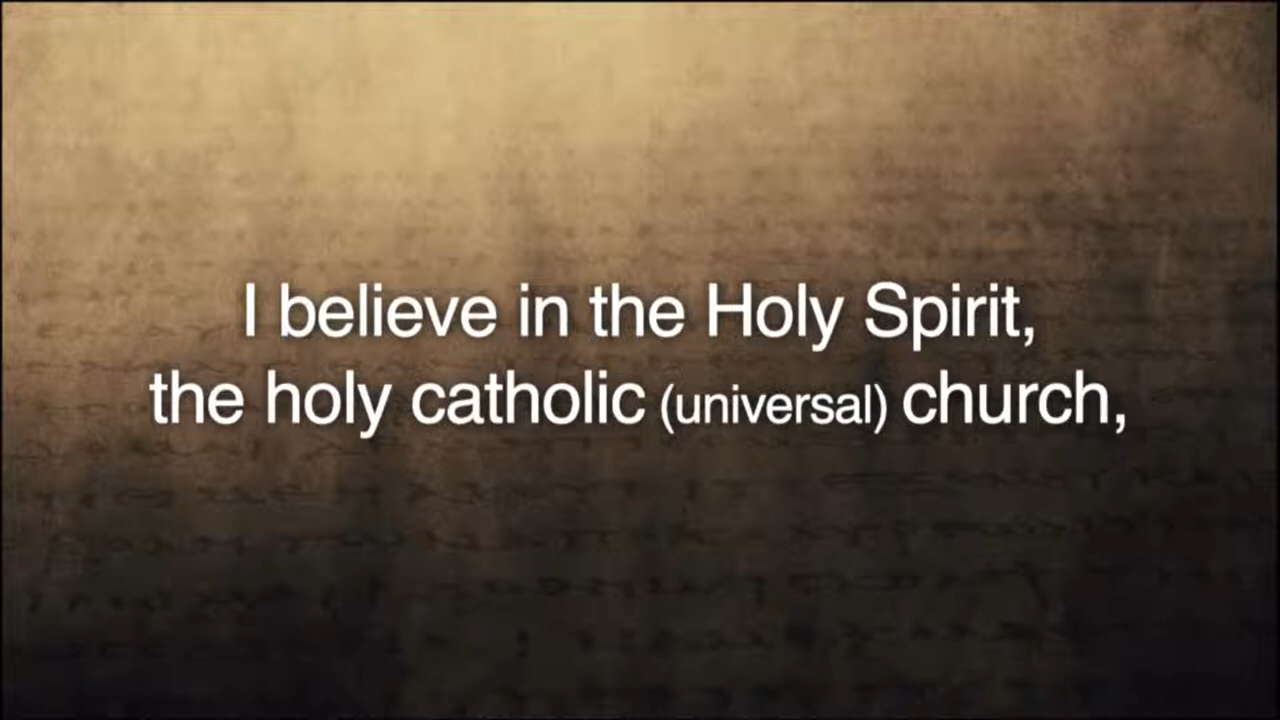 I believe in the Holy Spirit,
the holy catholic (universal) church,